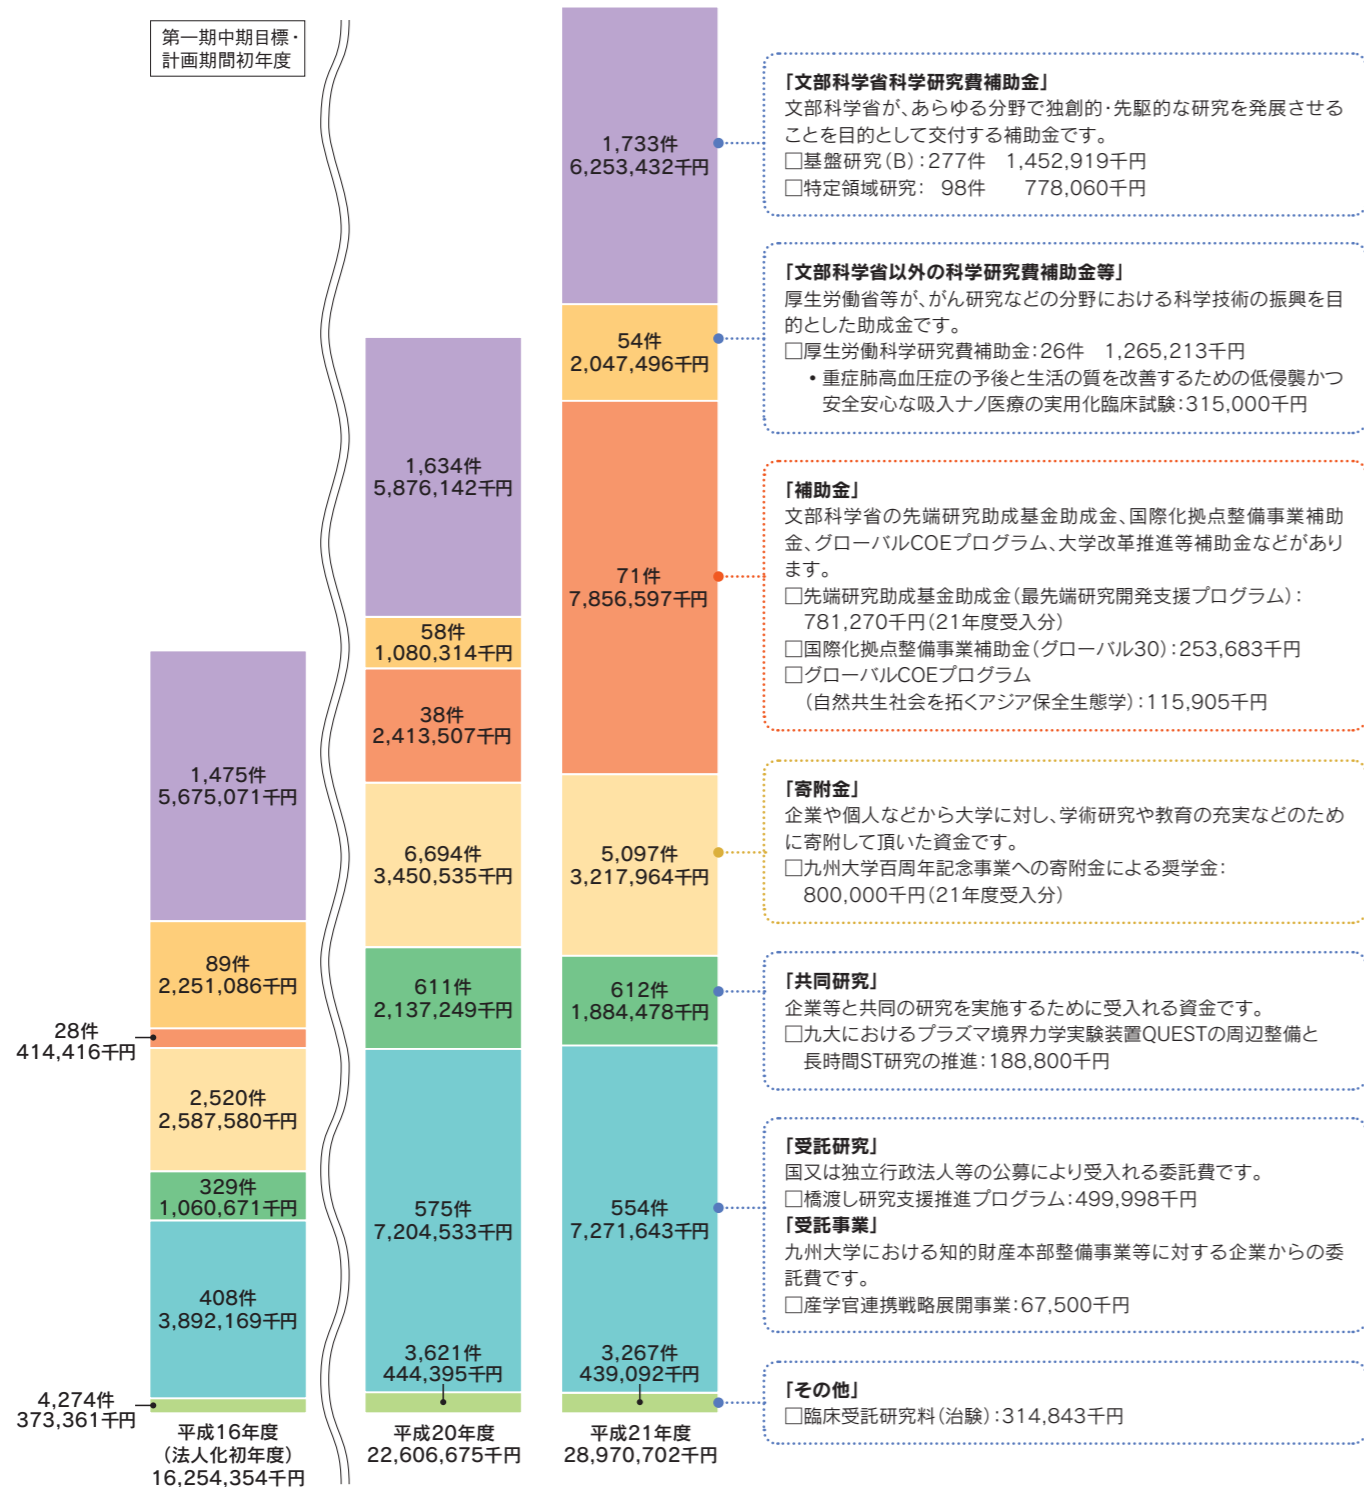 第一期中期目標・
計画期間初年度
1,475件
5,675,071千円
89件
2,251,086千円
28件
414,416千円
2,520件
2,587,580千円
329件
1,060,671千円
408件
3,892,169千円
4,274件
373,361千円
平成16年度
(法人化初年度)
16,254,354千円
1,634件
5,876,142千円
58件
1,080,314千円
38件
2,413,507千円
6,694件
3,450,535千円
611件
2,137,249千円
575件
7,204,533千円
3,621件
444,395千円
平成20年度
22,606,675千円
1,733件
6,253,432千円
54件
2,047,496千円
71件
7,856,597千円
5,097件
3,217,964千円
612件
1,884,478千円
554件
7,271,643千円
3,267件
439,092千円
平成21年度
28,970,702千円
「文部科学省科学研究費補助金」
文部科学省が、あらゆる分野で独創的・先駆的な研究を発展させる
ことを目的として交付する補助金です。
□基盤研究(B):277件 1,452,919千円
□特定領域研究: 98件 778,060千円
「文部科学省以外の科学研究費補助金等」
厚生労働省等が、がん研究などの分野における科学技術の振興を目
的とした助成金です。
□厚生労働科学研究費補助金:26件 1,265,213千円
・重症肺高血圧症の予後と生活の質を改善するための低侵襲かつ
安全安心な吸入ナノ医療の実用化臨床試験:315,000千円
「補助金」
文部科学省の先端研究助成基金助成金、国際化拠点整備事業補助
金、グローバルCOEプログラム、大学改革推進等補助金などがあり
ます。
□先端研究助成基金助成金(最先端研究開発支援プログラム):
781,270千円(21年度受入分)
□国際化拠点整備事業補助金(グローバル30):253,683千円
□グローバルCOEプログラム
(自然共生社会を拓くアジア保全生態学):115,905千円
「寄附金」
企業や個人などから大学に対し、学術研究や教育の充実などのため
に寄附して頂いた資金です。
□九州大学百周年記念事業への寄附金による奨学金:
800,000千円(21年度受入分)
「共同研究」
企業等と共同の研究を実施するために受入れる資金です。
□九大におけるプラズマ境界力学実験装置QUESTの周辺整備と
長時間ST研究の推進:188,800千円
「受託研究」
国又は独立行政法人等の公募により受入れる委託費です。
□橋渡し研究支援推進プログラム:499,998千円
「受託事業」
九州大学における知的財産本部整備事業等に対する企業からの委
託費です。
□産学官連携戦略展開事業:67,500千円
「その他」
□臨床受託研究料(治験):314,843千円